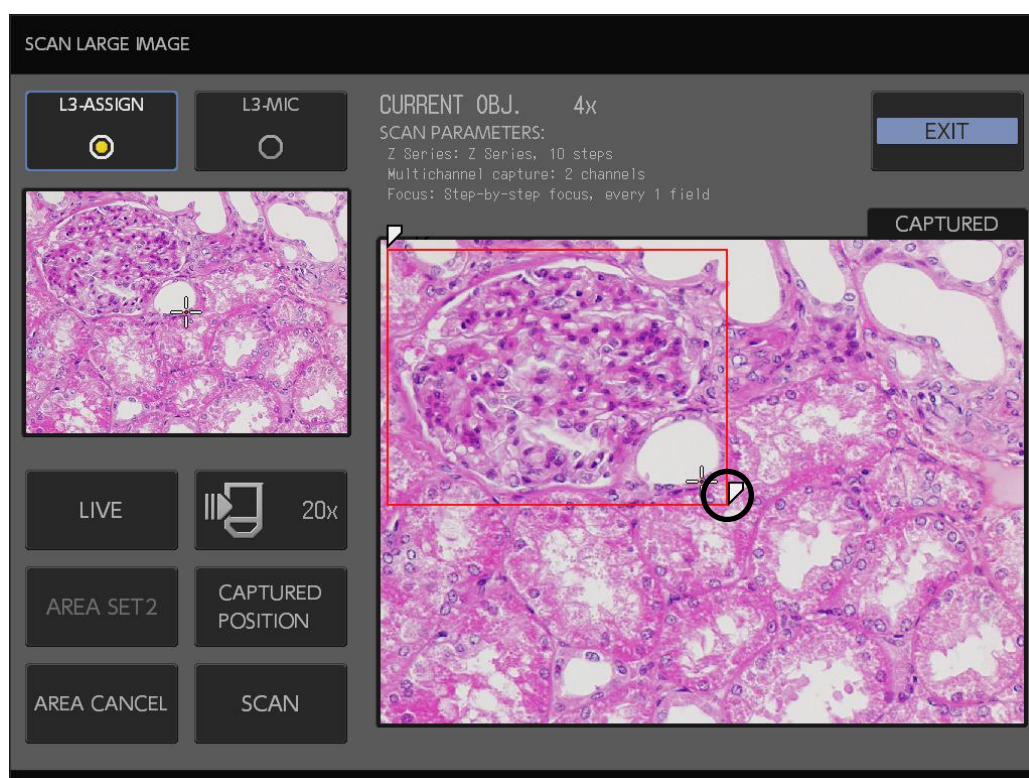 SCAN LARGE IMAGE
L3-ASSIGN
L3-MIC
CURRENT OBJ. 4x
SCAN PARAMETERS:
Z Series: Z Series, 10 steps
Multichannel capture: 2 channels
Focus: Step-by-step focus, every 1 field
EXIT
CAPTURED
LIVE
20x
AREA SET2
CAPTURED
POSITION
AREA CANCEL
SCAN